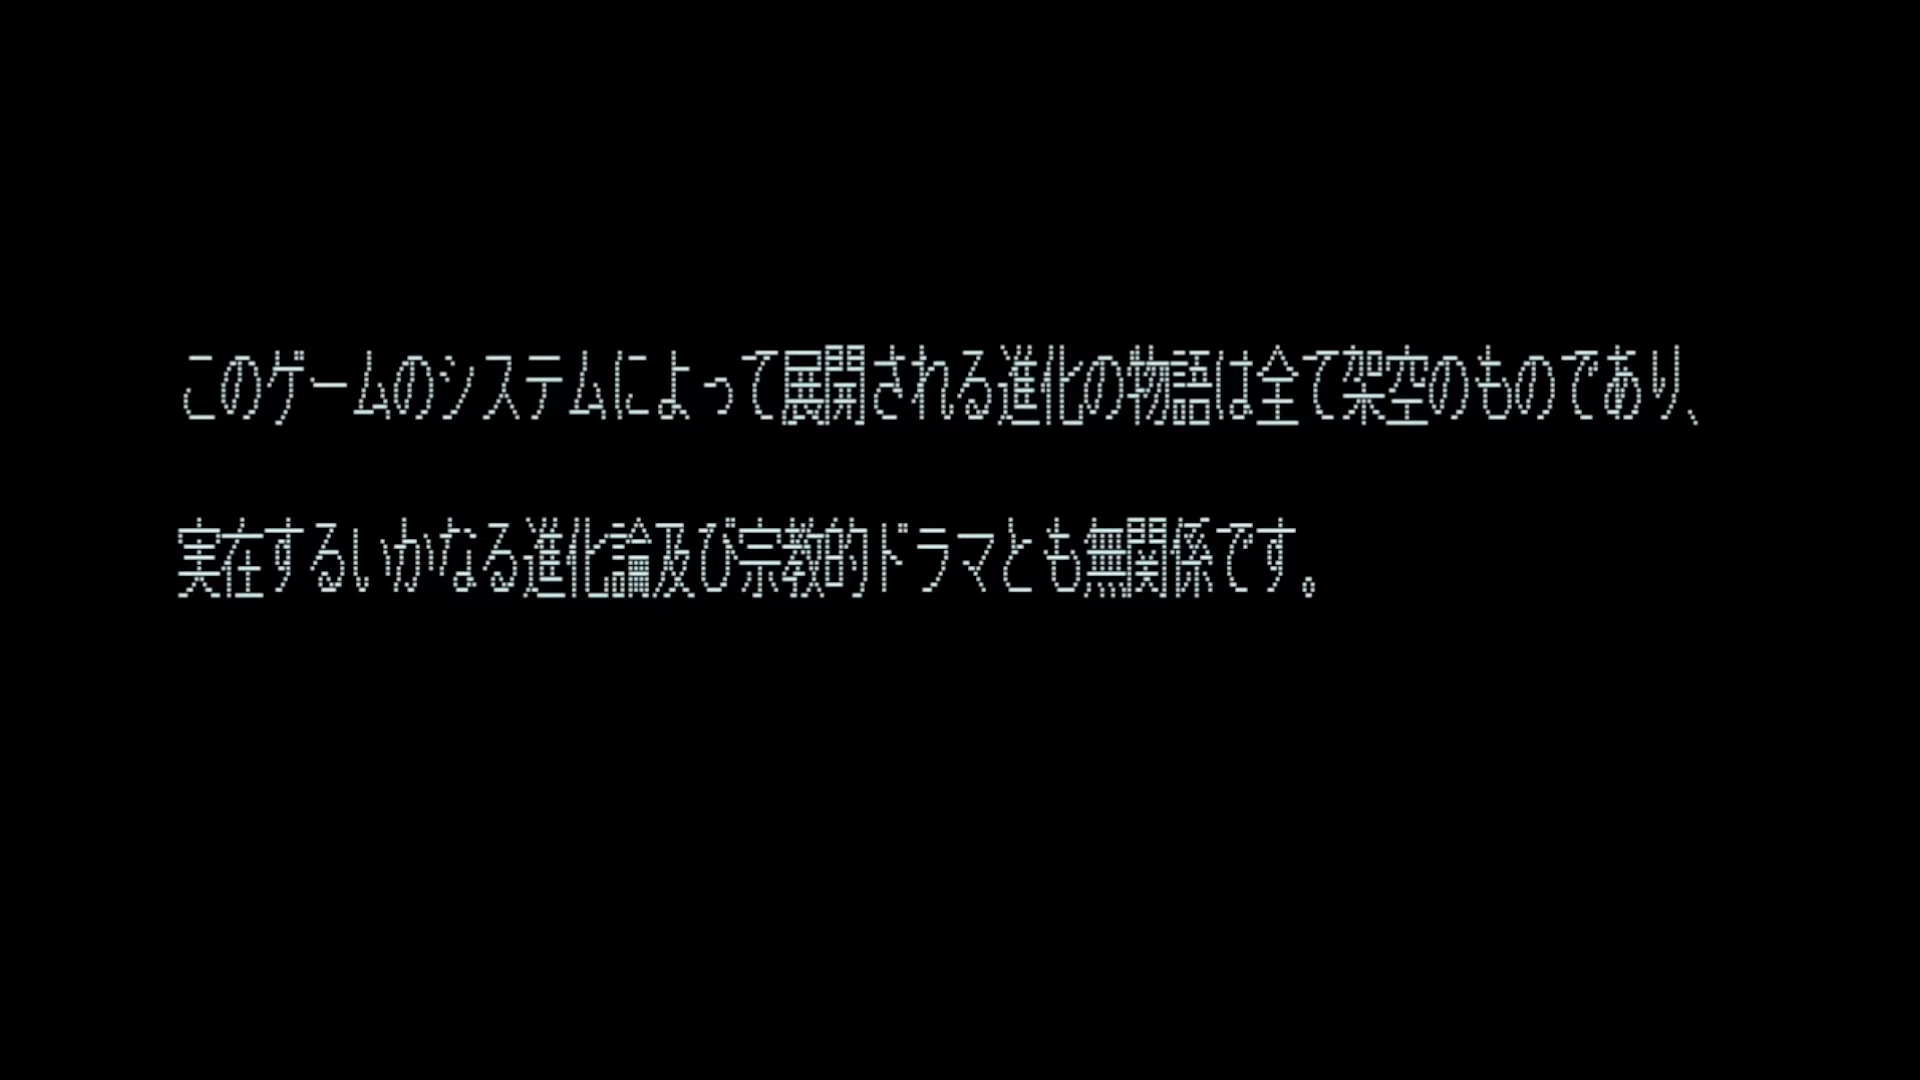 このゲームのシステムによって展開される進化の物語は全て架空のものであり、
実在するいかなる進化論及び宗教的ドラマとも無関係です。